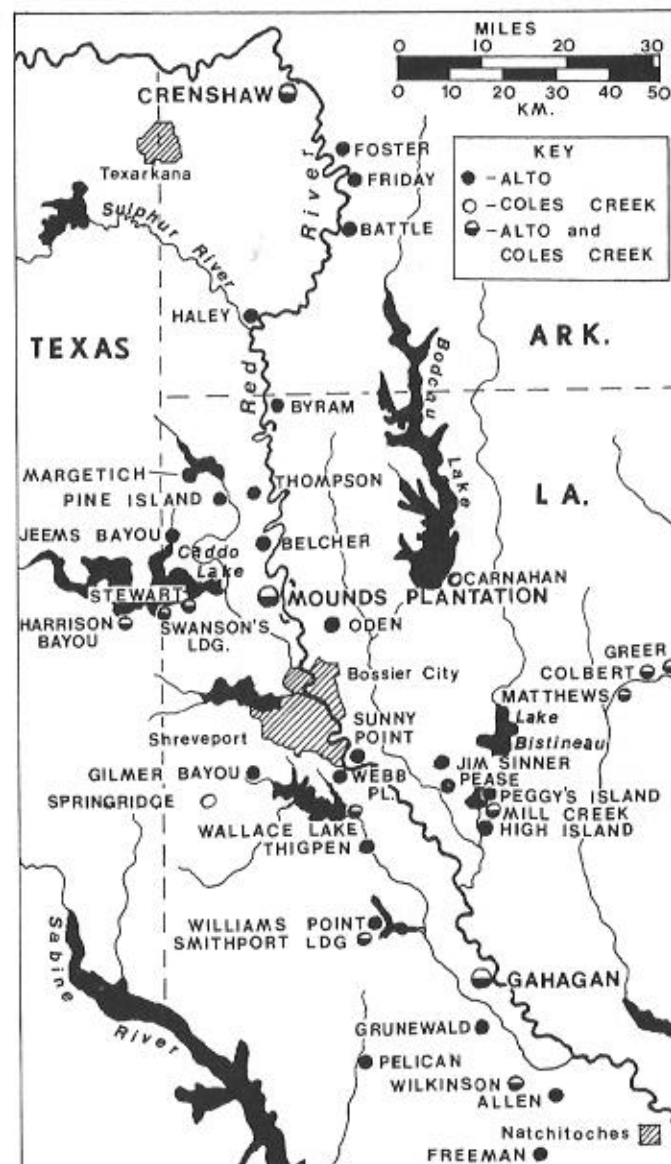 MILES
0 10 20 30
0 10 20 30 40 50
KM.
KEY
-ALTO
-COLES CREEK
-ALTO and
COLES CREEK
CRENSHAW
Texarkana
River
FOSTER
FRIDAY
BATTLE
Sulphur River
HALEY
TEXAS
ARK.
Red
Bodcau
Lake
BYRAM
LA.
MARGETICH
PINE ISLAND
THOMPSON
JEEMS BAYOU
BELCHER
Caddo
Lake
STEWART
CARNAHAN
MOUNDS PLANTATION
HARRISON
BAYOU
SWANSON'S
LDG.
ODEN
GREER
COLBERT
MATTHEWS
Bossier City
Lake
Bistineau
Shreveport
SUNNY
POINT
JIM SINNER
PEASE
GILMER BAYOU
WEBB
PL.
PEGGY'S ISLAND
SPRINGRIDGE
MILL CREEK
WALLACE LAKE
HIGH ISLAND
THIGPEN
WILLIAMS POINT
SMITHPORT LDG
Sabine
River
GAHAGAN
GRUNEWALD
PELICAN
WILKINSON
ALLEN
Natchitoches
FREEMAN